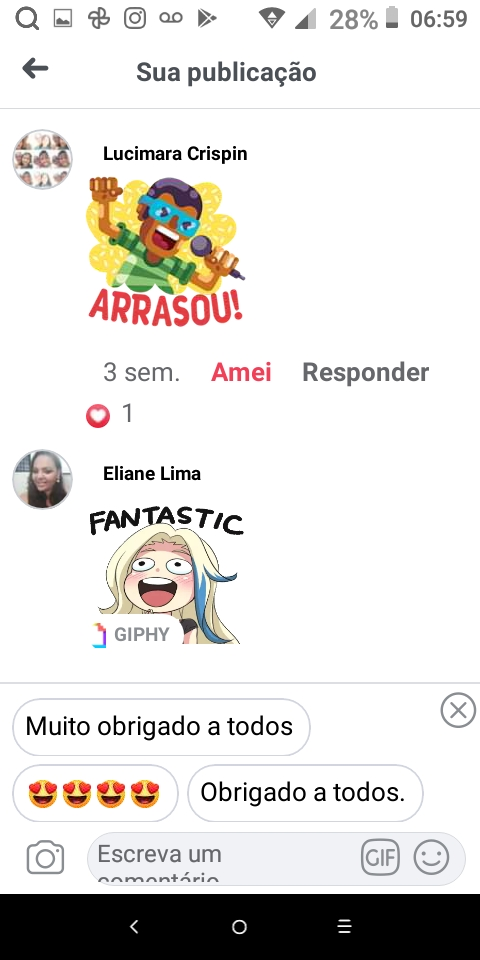 28% 06:59
Sua publicação
Lucimara Crispin
ARRASOU!
3 sem. Amei Responder
1
Eliane Lima
FANTASTIC
GIPHY
Muito obrigado a todos
Obrigado a todos.
Escreva um
comentário
GIF